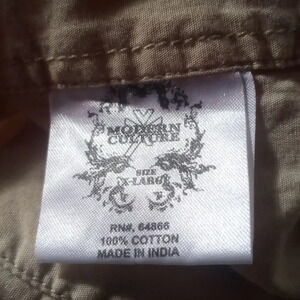 MODERN
CULTURE
SIZE
X-LARGE
RN#, 64866
100% COTTON
MADE IN INDIA